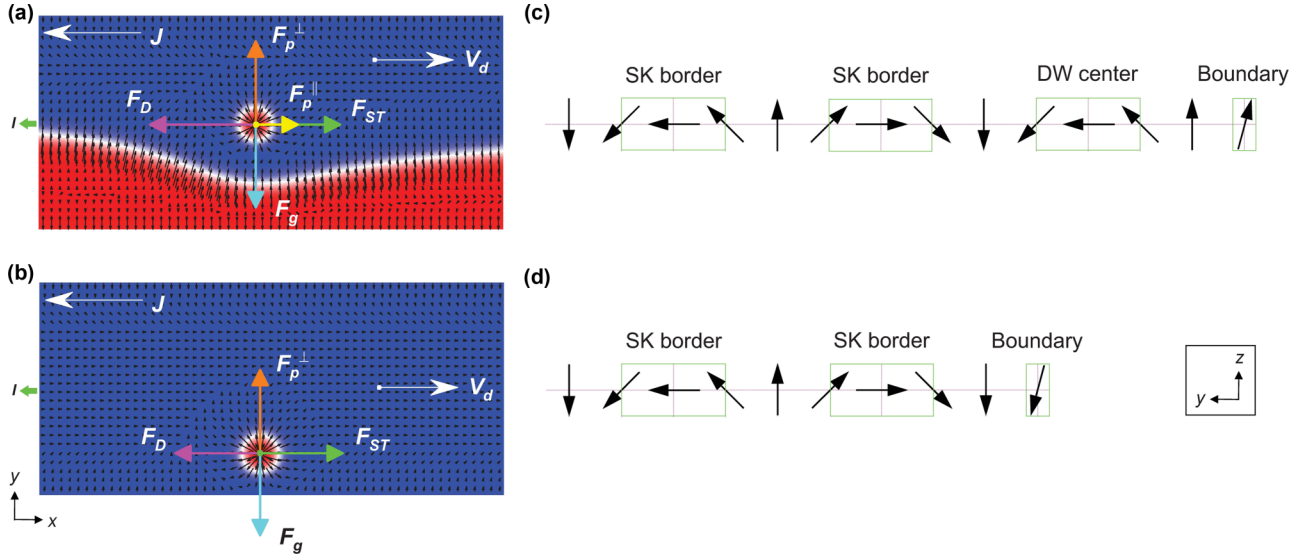 (a)
J
F_p^⊥
V_d
F_D
F_p^∥
F_ST
I
F_g
(b)
J
F_p^⊥
V_d
I
F_D
F_ST
F_g
y
x
(c)
SK border SK border DW center Boundary
(d)
SK border SK border Boundary
z
y